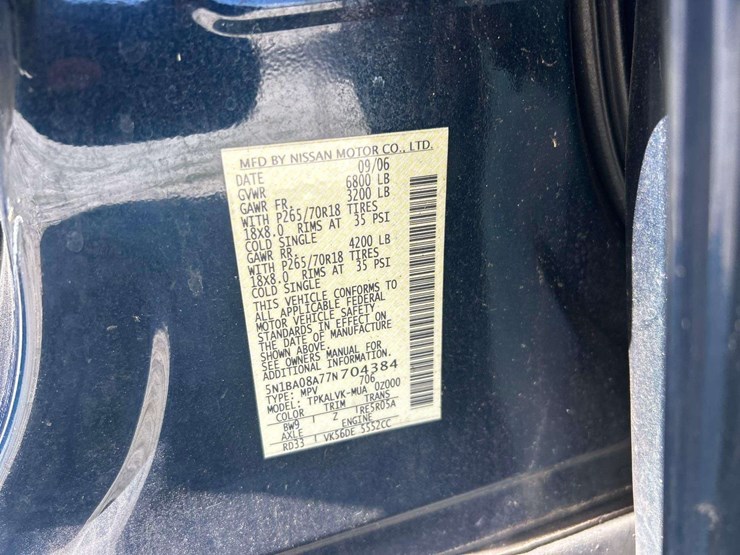 MFD BY NISSAN MOTOR CO., LTD.
DATE 09/06
GVWR 6800 LB
GAWR FR. 3200 LB
WITH P265/70R18 TIRES
18X8.0 RIMS AT 35 PSI
COLD SINGLE
GAWR RR. 4200 LB
WITH P265/70R18 TIRES
18X8.0 RIMS AT 35 PSI
COLD SINGLE
THIS VEHICLE CONFORMS TO
ALL APPLICABLE FEDERAL
MOTOR VEHICLE SAFETY
STANDARDS IN EFFECT ON
THE DATE OF MANUFACTURE
SHOWN ABOVE.
SEE OWNERS MANUAL FOR
ADDITIONAL INFORMATION.
5N1BA08A77N704384
TYPE: MPV 706
MODEL: TPKALVK-MUA 0Z000
COLOR TRIM TRANS
BW9 Z RE5R05A
AXLE ENGINE
RD33 VK56DE 5552CC